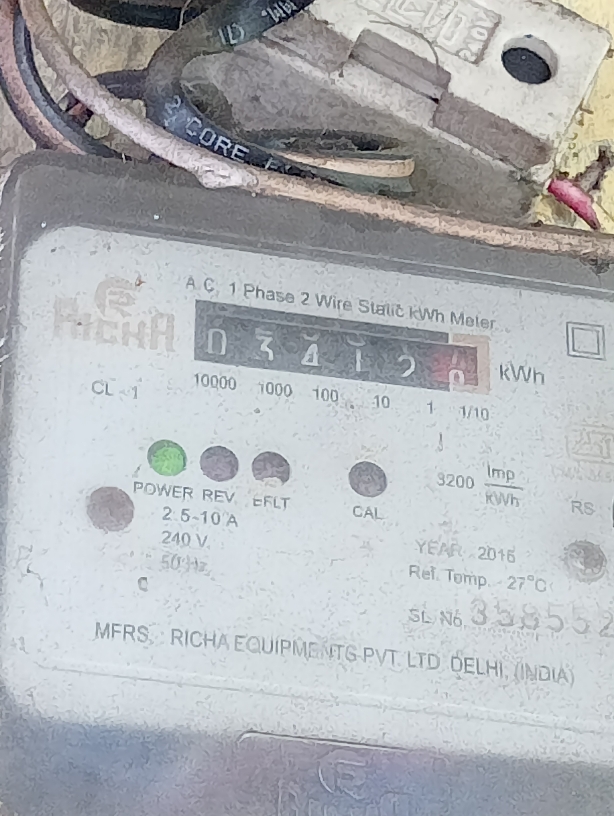 2 CORE
RICHA
A.C. 1 Phase 2 Wire Static kWh Meter
0 3 4 1 2 0 kWh
10000 1000 100 10 1 1/10
CL - 1
3200 Imp/kWh
POWER REV. EFLT CAL RS
2.5-10 A
240 V.
50 Hz
YEAR 2016
Ref. Temp. 27°C
SL. No. 358552
MFRS. : RICHA EQUIPMENTS PVT. LTD. DELHI, (INDIA)